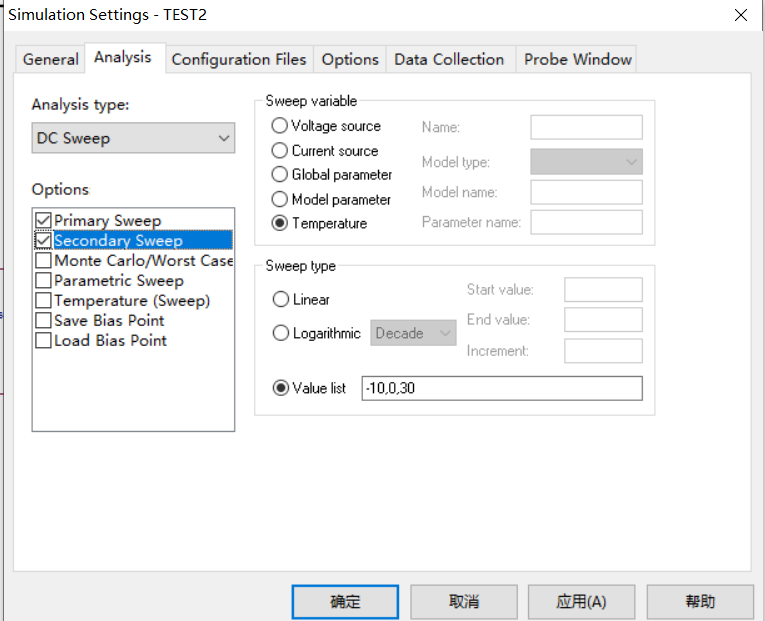 Simulation Settings - TEST2
General
Analysis
Configuration Files
Options
Data Collection
Probe Window
Analysis type:
DC Sweep
Options
Primary Sweep
Secondary Sweep
Monte Carlo/Worst Case
Parametric Sweep
Temperature (Sweep)
Save Bias Point
Load Bias Point
Sweep variable
Voltage source
Current source
Global parameter
Model parameter
Temperature
Name:
Model type:
Model name:
Parameter name:
Sweep type
Linear
Logarithmic
Decade
Start value:
End value:
Increment:
Value list
-10,0,30
确定
取消
应用(A)
帮助